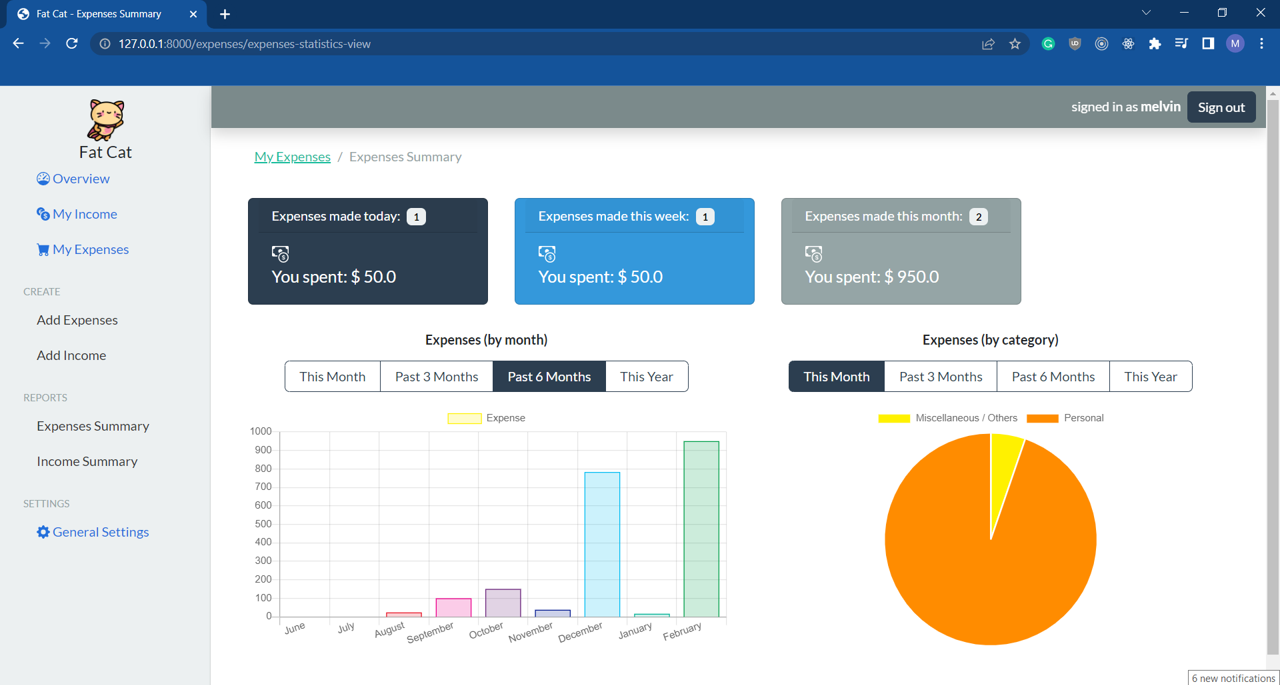 Fat Cat - Expenses Summary
127.0.0.1:8000/expenses/expenses-statistics-view
M
signed in as melvin Sign out
Fat Cat
Overview
My Income
My Expenses
CREATE
Add Expenses
Add Income
REPORTS
Expenses Summary
Income Summary
SETTINGS
General Settings
My Expenses / Expenses Summary
Expenses made today: 1
You spent: $ 50.0
Expenses made this week: 1
You spent: $ 50.0
Expenses made this month: 2
You spent: $ 950.0
Expenses (by month)
This Month Past 3 Months Past 6 Months This Year
Expense
1000
900
800
700
600
500
400
300
200
100
0
June July August September October November December January February
Expenses (by category)
This Month Past 3 Months Past 6 Months This Year
Miscellaneous / Others Personal
6 new notifications